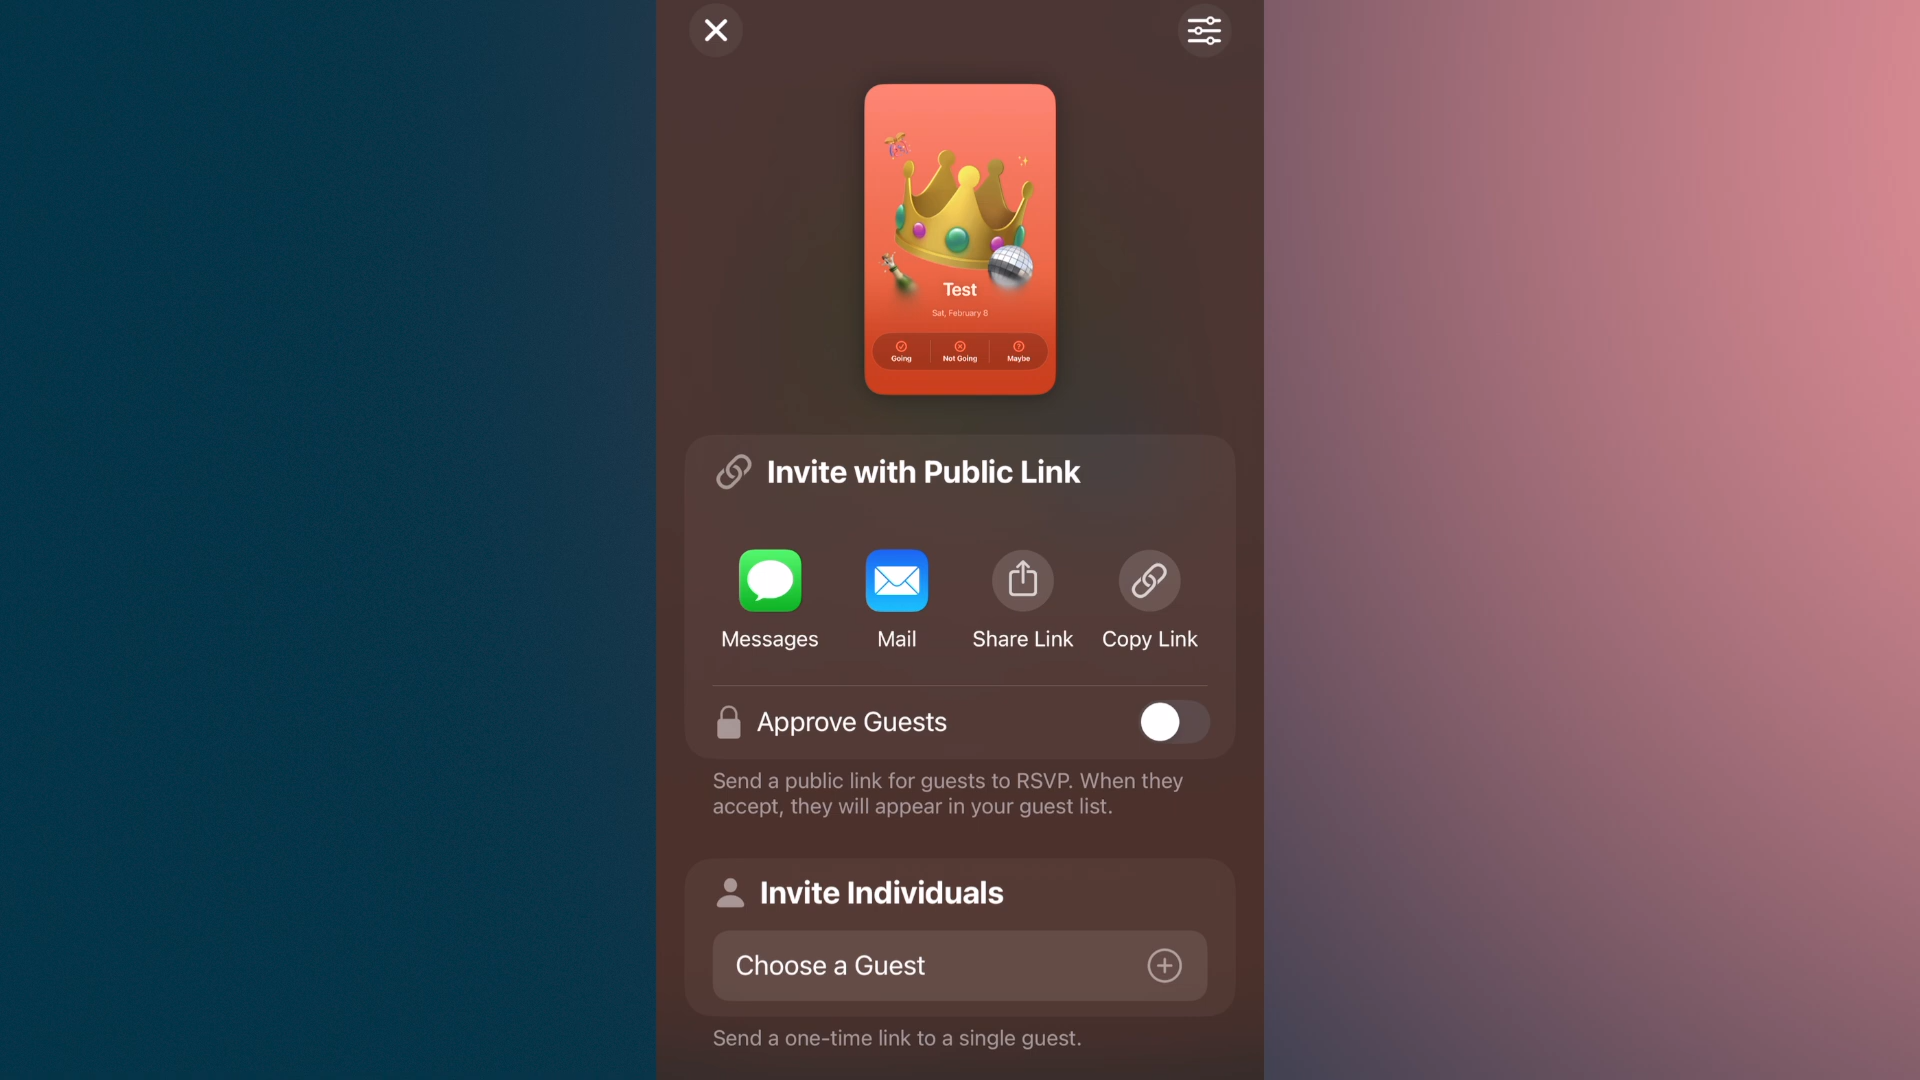 Test
Sat, February 8
Going
Not Going
Maybe
Invite with Public Link
Messages
Mail
Share Link
Copy Link
Approve Guests
Send a public link for guests to RSVP. When they
accept, they will appear in your guest list.
Invite Individuals
Choose a Guest
Send a one-time link to a single guest.